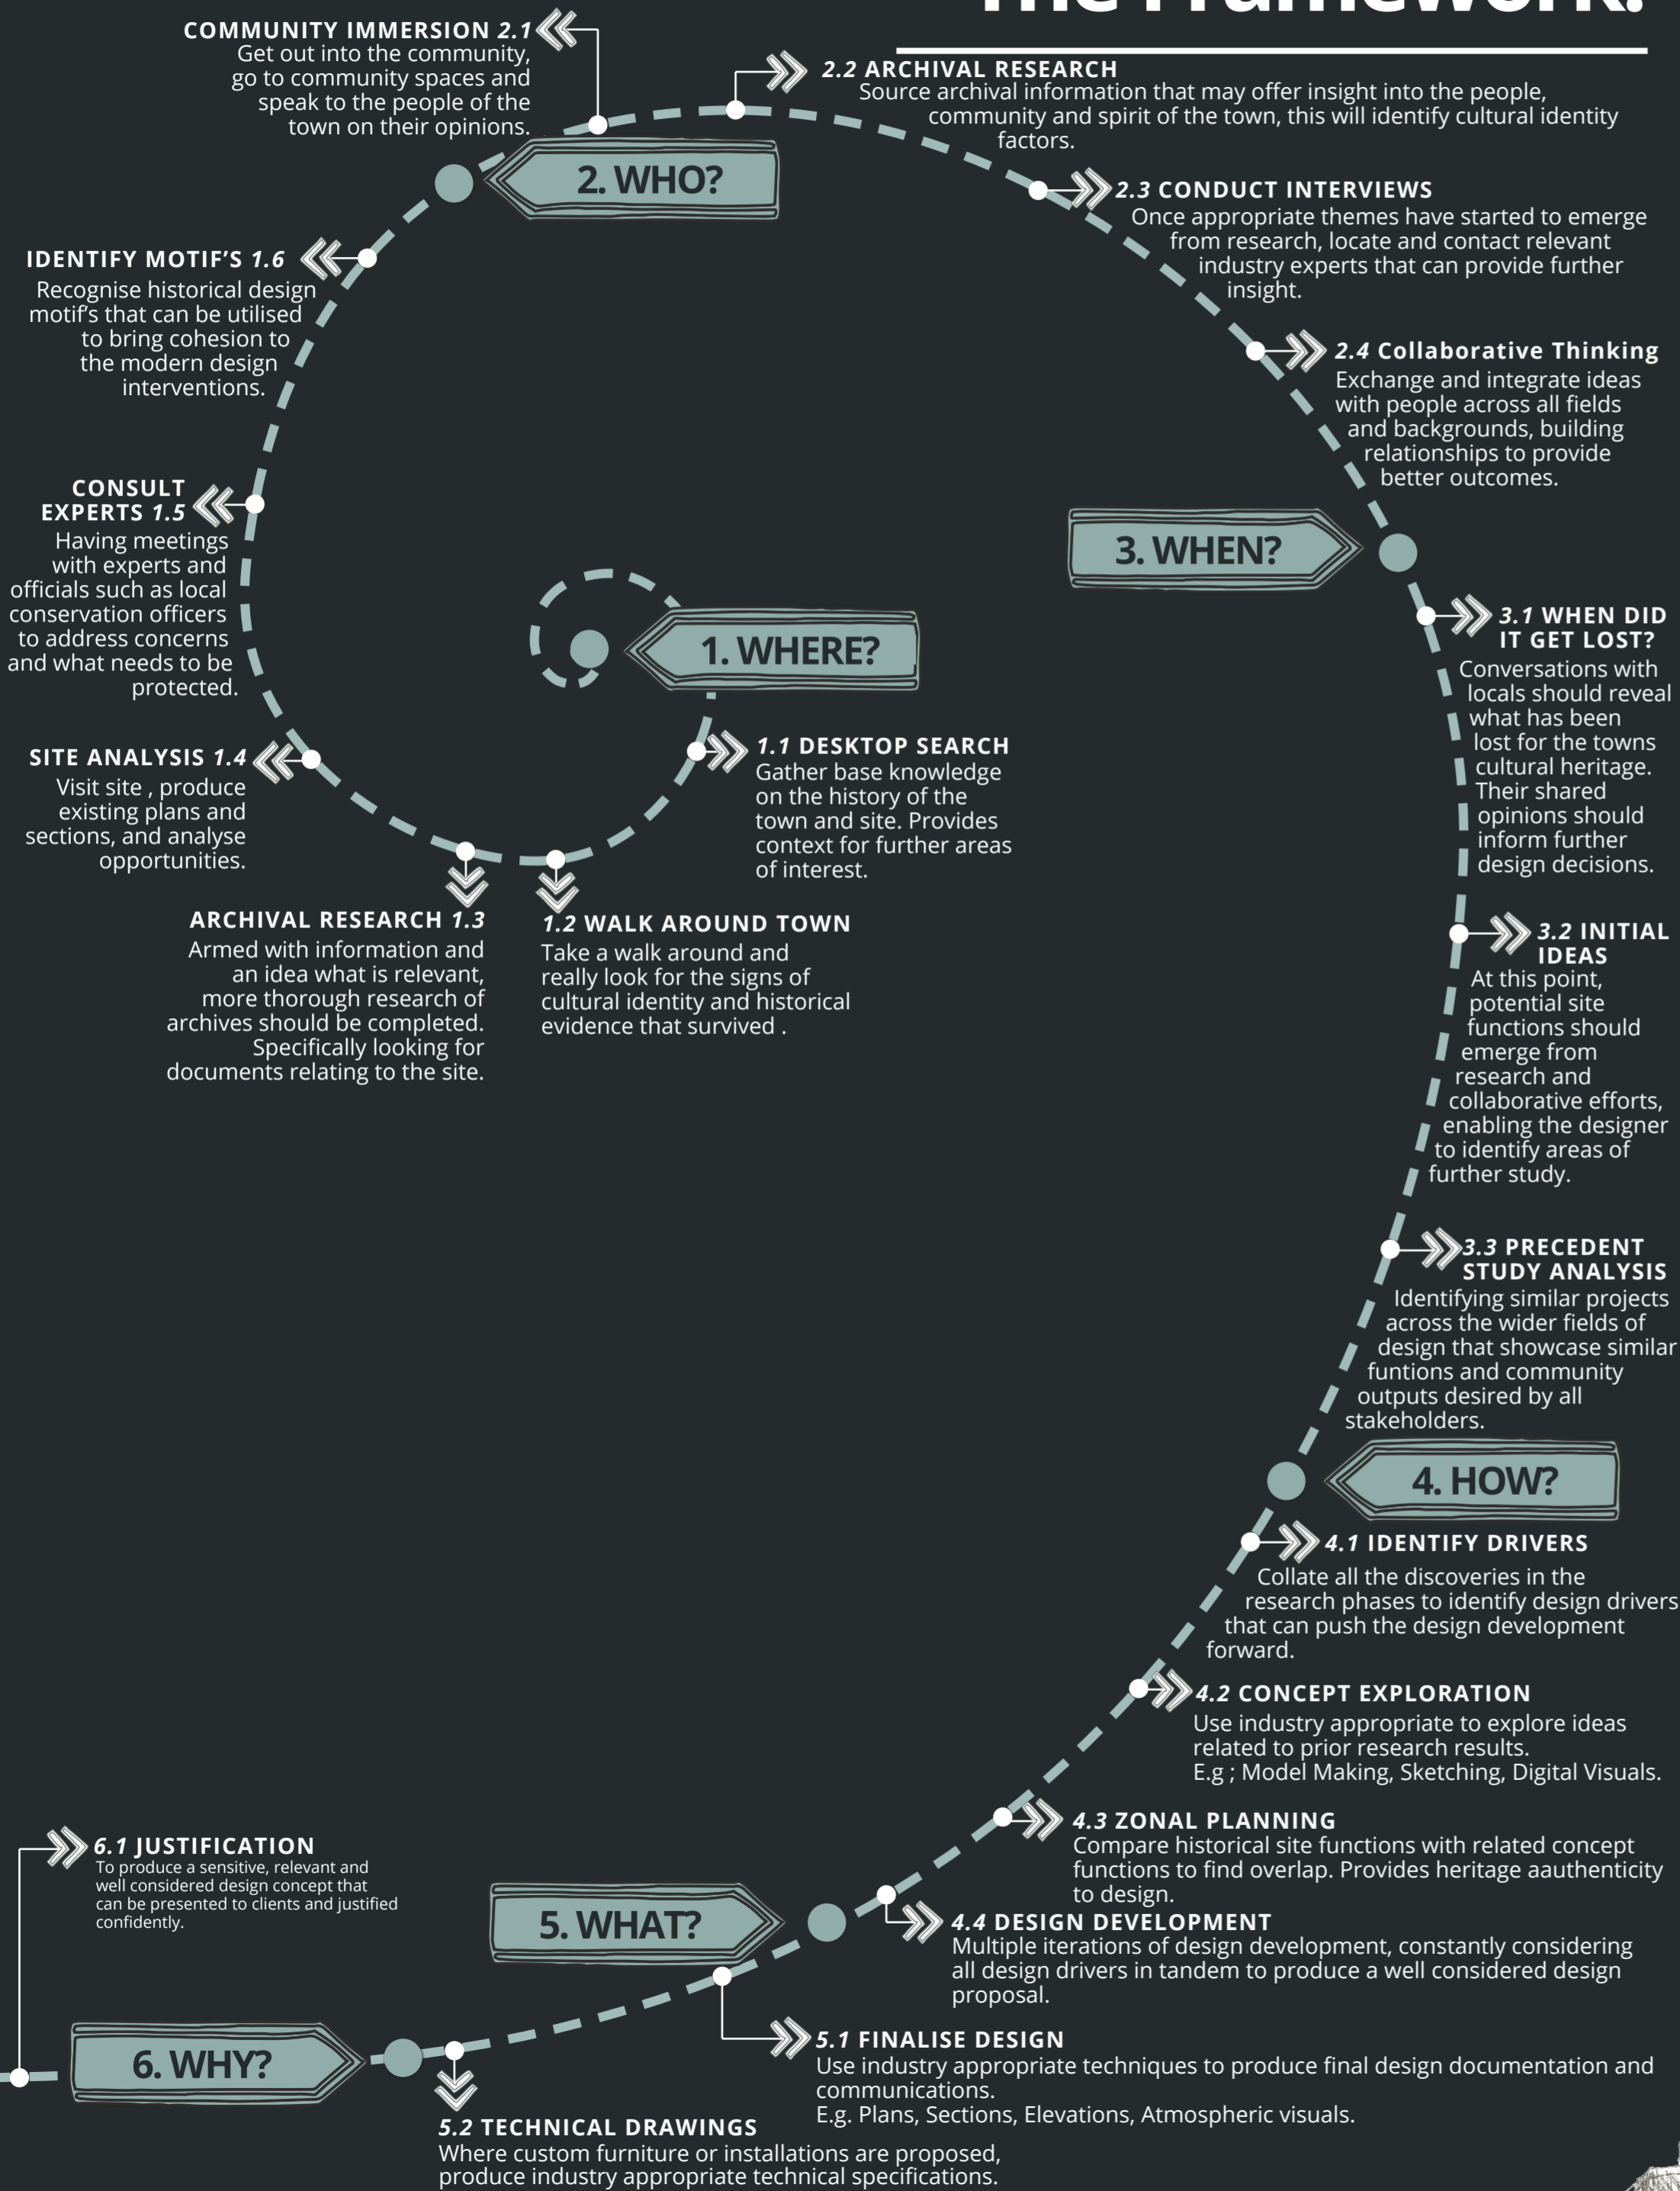 The Framework.
1. WHERE?
1.1 DESKTOP SEARCH
Gather base knowledge
on the history of the
town and site. Provides
context for further areas
of interest.
1.2 WALK AROUND TOWN
Take a walk around and
really look for the signs of
cultural identity and historical
evidence that survived .
ARCHIVAL RESEARCH 1.3
Armed with information and
an idea what is relevant,
more thorough research of
archives should be completed.
Specifically looking for
documents relating to the site.
SITE ANALYSIS 1.4
Visit site , produce
existing plans and
sections, and analyse
opportunities.
CONSULT
EXPERTS 1.5
Having meetings
with experts and
officials such as local
conservation officers
to address concerns
and what needs to be
protected.
IDENTIFY MOTIF'S 1.6
Recognise historical design
motif's that can be utilised
to bring cohesion to
the modern design
interventions.
2. WHO?
COMMUNITY IMMERSION 2.1
Get out into the community,
go to community spaces and
speak to the people of the
town on their opinions.
2.2 ARCHIVAL RESEARCH
Source archival information that may offer insight into the people,
community and spirit of the town, this will identify cultural identity
factors.
2.3 CONDUCT INTERVIEWS
Once appropriate themes have started to emerge
from research, locate and contact relevant
industry experts that can provide further
insight.
2.4 Collaborative Thinking
Exchange and integrate ideas
with people across all fields
and backgrounds, building
relationships to provide
better outcomes.
3. WHEN?
3.1 WHEN DID
IT GET LOST?
Conversations with
locals should reveal
what has been
lost for the towns
cultural heritage.
Their shared
opinions should
inform further
design decisions.
3.2 INITIAL
IDEAS
At this point,
potential site
functions should
emerge from
research and
collaborative efforts,
enabling the designer
to identify areas of
further study.
3.3 PRECEDENT
STUDY ANALYSIS
Identifying similar projects
across the wider fields of
design that showcase similar
funtions and community
outputs desired by all
stakeholders.
4. HOW?
4.1 IDENTIFY DRIVERS
Collate all the discoveries in the
research phases to identify design drivers
that can push the design development
forward.
4.2 CONCEPT EXPLORATION
Use industry appropriate to explore ideas
related to prior research results.
E.g ; Model Making, Sketching, Digital Visuals.
4.3 ZONAL PLANNING
Compare historical site functions with related concept
functions to find overlap. Provides heritage aauthenticity
to design.
4.4 DESIGN DEVELOPMENT
Multiple iterations of design development, constantly considering
all design drivers in tandem to produce a well considered design
proposal.
5. WHAT?
5.1 FINALISE DESIGN
Use industry appropriate techniques to produce final design documentation and
communications.
E.g. Plans, Sections, Elevations, Atmospheric visuals.
5.2 TECHNICAL DRAWINGS
Where custom furniture or installations are proposed,
produce industry appropriate technical specifications.
6. WHY?
6.1 JUSTIFICATION
To produce a sensitive, relevant and
well considered design concept that
can be presented to clients and justified
confidently.